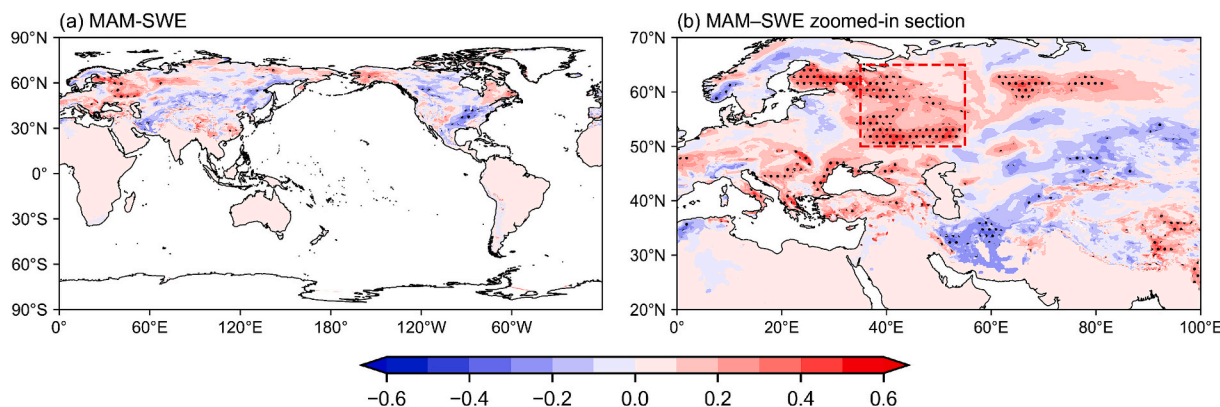 (a) MAM-SWE
90°N
60°N
30°N
0°
30°S
60°S
90°S
0°
60°E
120°E
180°
120°W
60°W
(b) MAM–SWE zoomed-in section
70°N
60°N
50°N
40°N
30°N
20°N
0°
20°E
40°E
60°E
80°E
100°E
−0.6
−0.4
−0.2
0.0
0.2
0.4
0.6